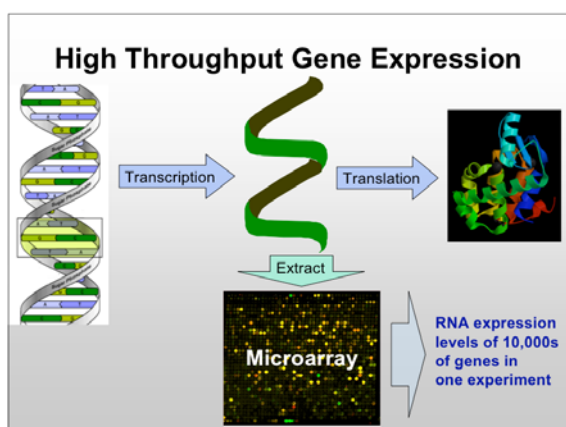 High Throughput Gene Expression
Transcription
Translation
Extract
Microarray
RNA expression
levels of 10,000s
of genes in
one experiment